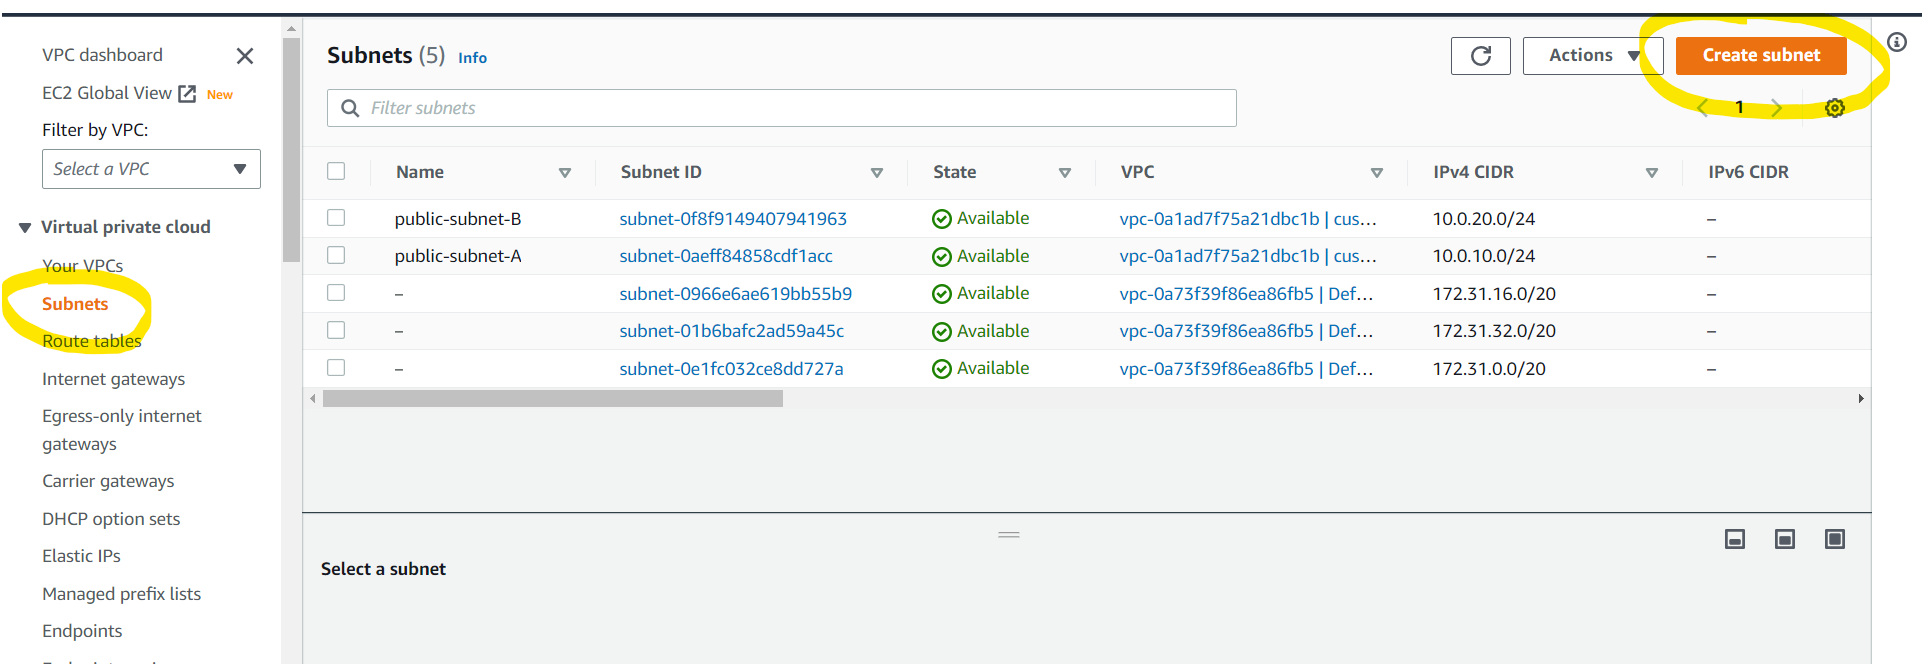 VPC dashboard
EC2 Global View New
Filter by VPC:
Select a VPC
Virtual private cloud
Your VPCs
Subnets
Route tables
Internet gateways
Egress-only internet
gateways
Carrier gateways
DHCP option sets
Elastic IPs
Managed prefix lists
Endpoints
Subnets (5) Info
Actions
Create subnet
Filter subnets
1
Name Subnet ID State VPC IPv4 CIDR IPv6 CIDR
public-subnet-B subnet-0f8f9149407941963 Available vpc-0a1ad7f75a21dbc1b | cus... 10.0.20.0/24 –
public-subnet-A subnet-0aeff84858cdf1acc Available vpc-0a1ad7f75a21dbc1b | cus... 10.0.10.0/24 –
– subnet-0966e6ae619bb55b9 Available vpc-0a73f39f86ea86fb5 | Def... 172.31.16.0/20 –
– subnet-01b6bafc2ad59a45c Available vpc-0a73f39f86ea86fb5 | Def... 172.31.32.0/20 –
– subnet-0e1fc032ce8dd727a Available vpc-0a73f39f86ea86fb5 | Def... 172.31.0.0/20 –
Select a subnet